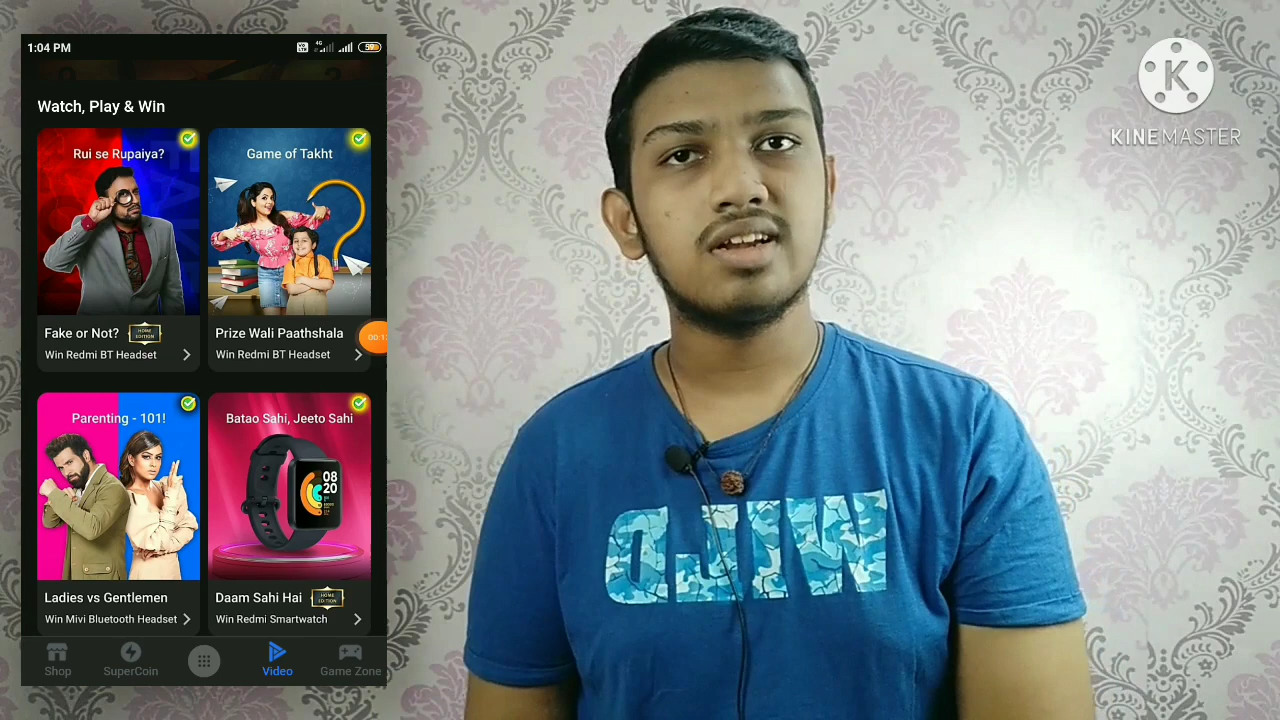 1:04 PM
4G
59
Watch, Play & Win
Rui se Rupaiya?
Fake or Not?
HOME
EDITION
Win Redmi BT Headset
Game of Takht
Prize Wali Paathshala
Win Redmi BT Headset
Parenting - 101!
Ladies vs Gentlemen
Win Mivi Bluetooth Headset
Batao Sahi, Jeeto Sahi
08
20
Daam Sahi Hai
HOME
EDITION
Win Redmi Smartwatch
Shop
SuperCoin
Video
Game Zone
WILD
K
KINEMASTER